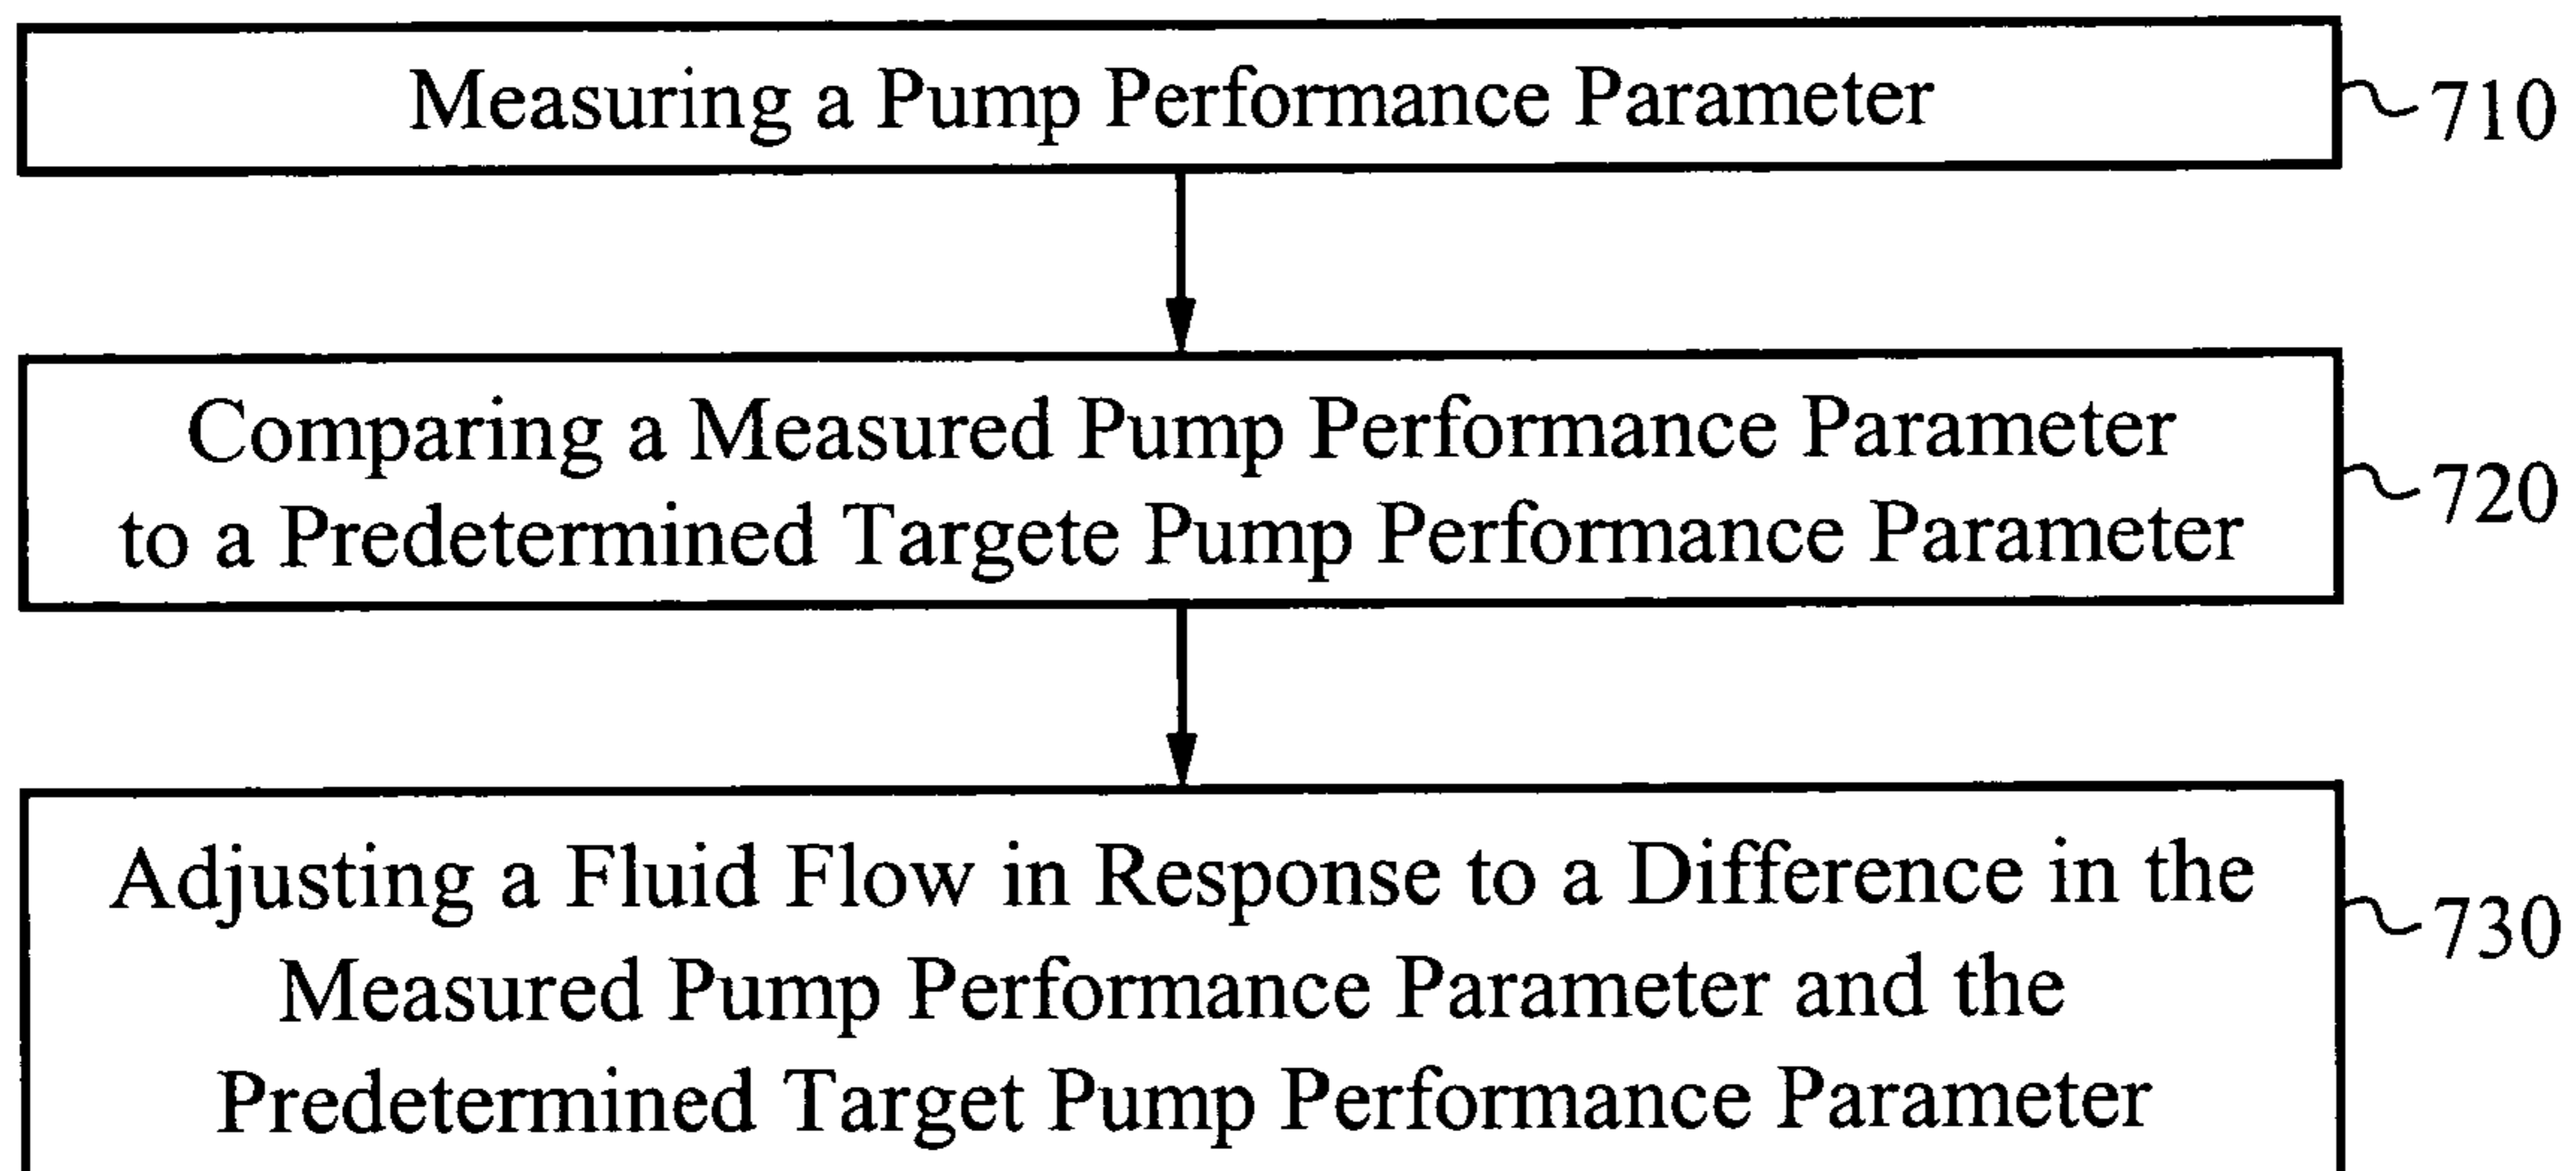 Measuring a Pump Performance Parameter
710
Comparing a Measured Pump Performance Parameter
to a Predetermined Targete Pump Performance Parameter
720
Adjusting a Fluid Flow in Response to a Difference in the
Measured Pump Performance Parameter and the
Predetermined Target Pump Performance Parameter
730